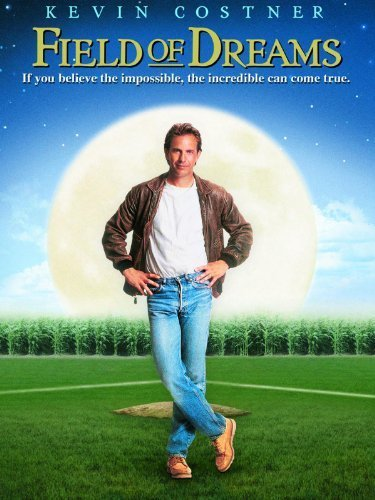 KEVIN COSTNER
FIELD OF DREAMS
If you believe the impossible, the incredible can come true.